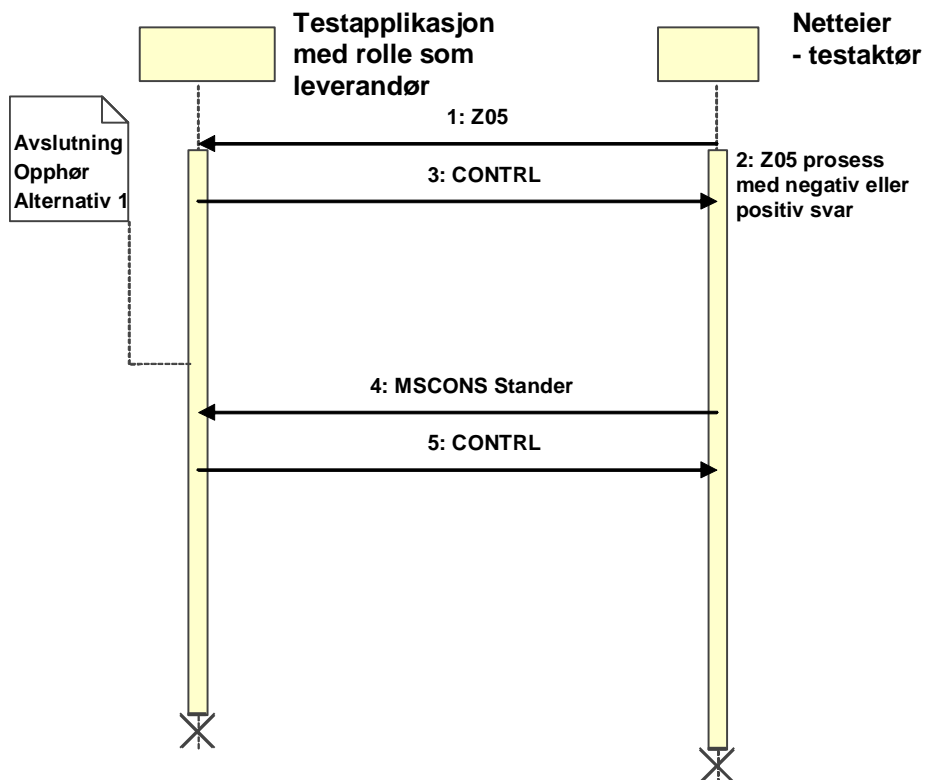 Testapplikasjon
med rolle som
leverandør
Netteier
- testaktør
Avslutning
Opphør
Alternativ 1
1: Z05
2: Z05 prosess
med negativ eller
positiv svar
3: CONTRL
4: MSCONS Stander
5: CONTRL